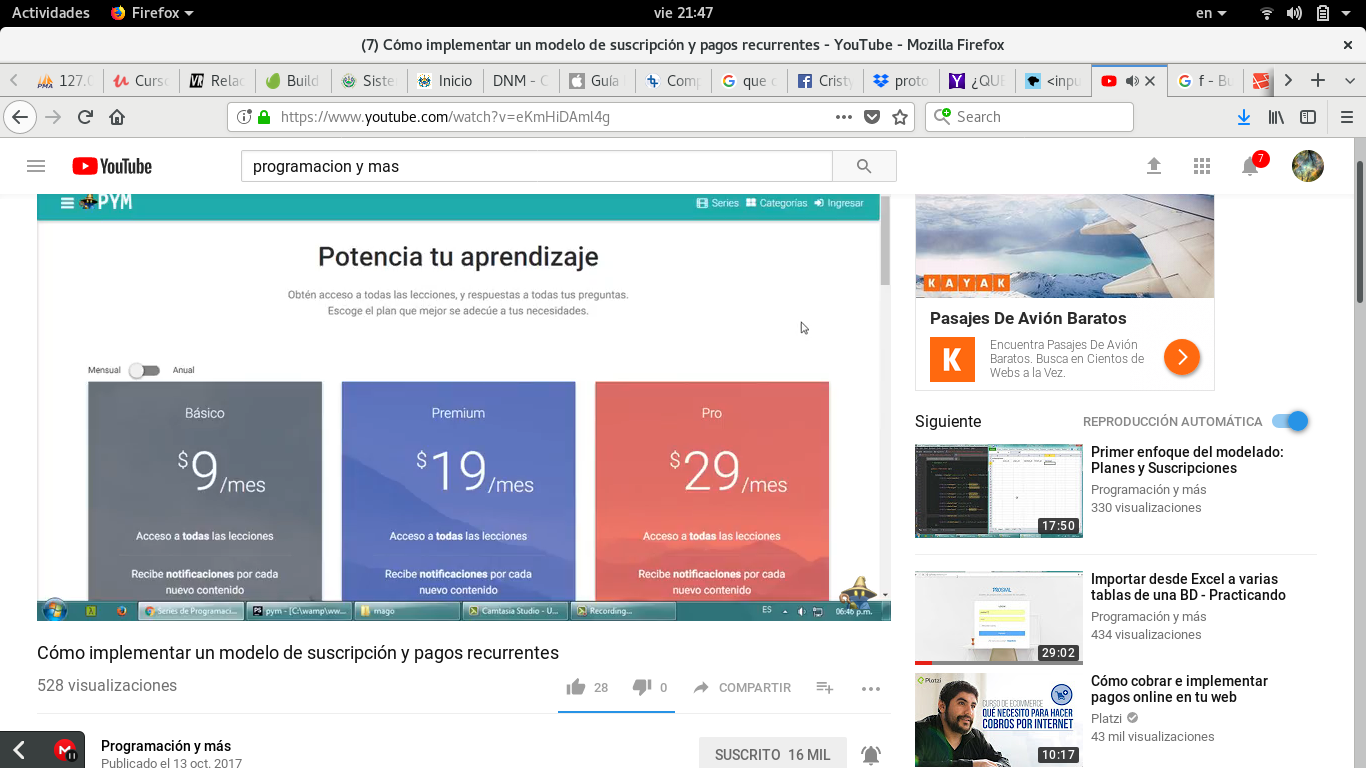 Actividades Firefox vie 21:47 en
(7) Cómo implementar un modelo de suscripción y pagos recurrentes - YouTube - Mozilla Firefox
127.0 Curso Relac Build Siste Inicio DNM - C Guía Comp que Cristy proto ¿QUÉ <inpu f - Bu
https://www.youtube.com/watch?v=eKmHiDAml4g Search
YouTube programacion y mas 7
PYM Series Categorías Ingresar
Potencia tu aprendizaje
Obtén acceso a todas las lecciones, y respuestas a todas tus preguntas.
Escoge el plan que mejor se adecúe a tus necesidades.
Mensual Anual
Básico Premium Pro
$9/mes $19/mes $29/mes
Acceso a todas las lecciones Acceso a todas las lecciones Acceso a todas las lecciones
Recibe notificaciones por cada Recibe notificaciones por cada Recibe notificaciones por cada
nuevo contenido nuevo contenido nuevo contenido
Series de Programaci... pym - [C:\wamp\ww... mago Camtasia Studio - U... Recording... ES 06:46 p.m.
Cómo implementar un modelo de suscripción y pagos recurrentes
528 visualizaciones 28 0 COMPARTIR
Programación y más SUSCRITO 16 MIL
Publicado el 13 oct. 2017
KAYAK
Pasajes De Avión Baratos
K Encuentra Pasajes De Avión
Baratos. Busca en Cientos de
Webs a la Vez.
Siguiente REPRODUCCIÓN AUTOMÁTICA
Primer enfoque del modelado:
Planes y Suscripciones
Programación y más
330 visualizaciones
17:50
Importar desde Excel a varias
tablas de una BD - Practicando
Programación y más
434 visualizaciones
29:02
Platzi
CURSO DE ECOMMERCE
QUÉ NECESITO PARA HACER
COBROS POR INTERNET
10:17
Cómo cobrar e implementar
pagos online en tu web
Platzi
43 mil visualizaciones